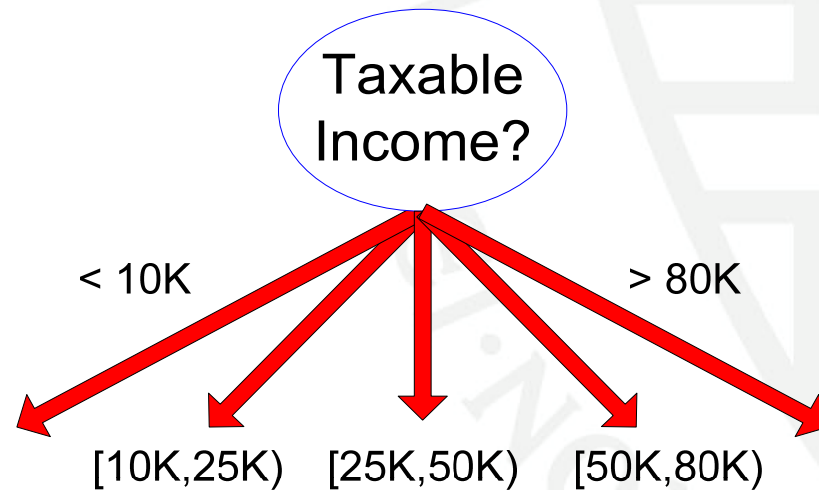 Taxable
Income?
< 10K
> 80K
[10K,25K)
[25K,50K)
[50K,80K)